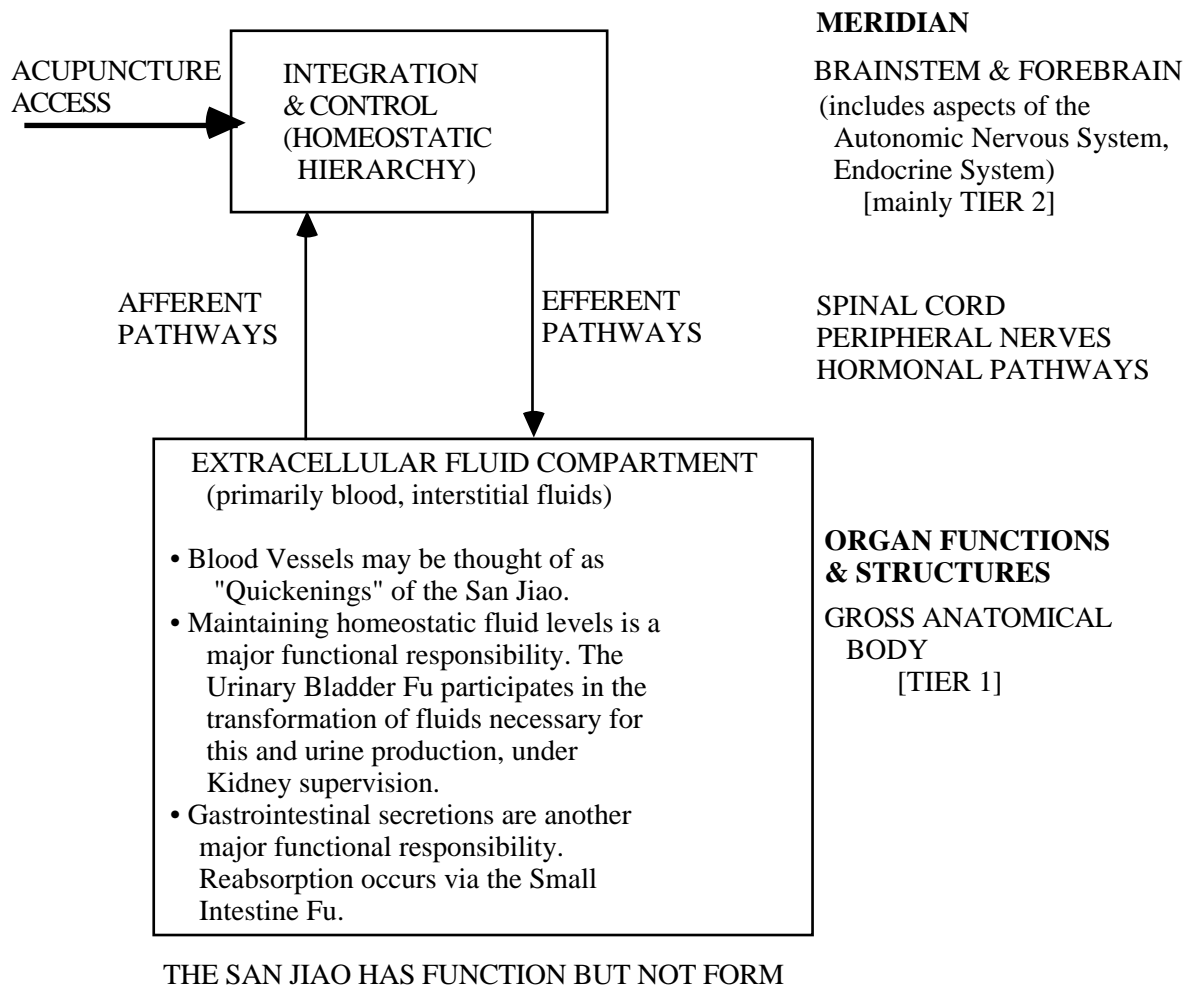 MERIDIAN
ACUPUNCTURE
ACCESS
INTEGRATION
& CONTROL
(HOMEOSTATIC
HIERARCHY)
BRAINSTEM & FOREBRAIN
(includes aspects of the
Autonomic Nervous System,
Endocrine System)
[mainly TIER 2]
AFFERENT
PATHWAYS
EFFERENT
PATHWAYS
SPINAL CORD
PERIPHERAL NERVES
HORMONAL PATHWAYS
EXTRACELLULAR FLUID COMPARTMENT
(primarily blood, interstitial fluids)
• Blood Vessels may be thought of as
"Quickenings" of the San Jiao.
• Maintaining homeostatic fluid levels is a
major functional responsibility. The
Urinary Bladder Fu participates in the
transformation of fluids necessary for
this and urine production, under
Kidney supervision.
• Gastrointestinal secretions are another
major functional responsibility.
Reabsorption occurs via the Small
Intestine Fu.
ORGAN FUNCTIONS
& STRUCTURES
GROSS ANATOMICAL
BODY
[TIER 1]
THE SAN JIAO HAS FUNCTION BUT NOT FORM